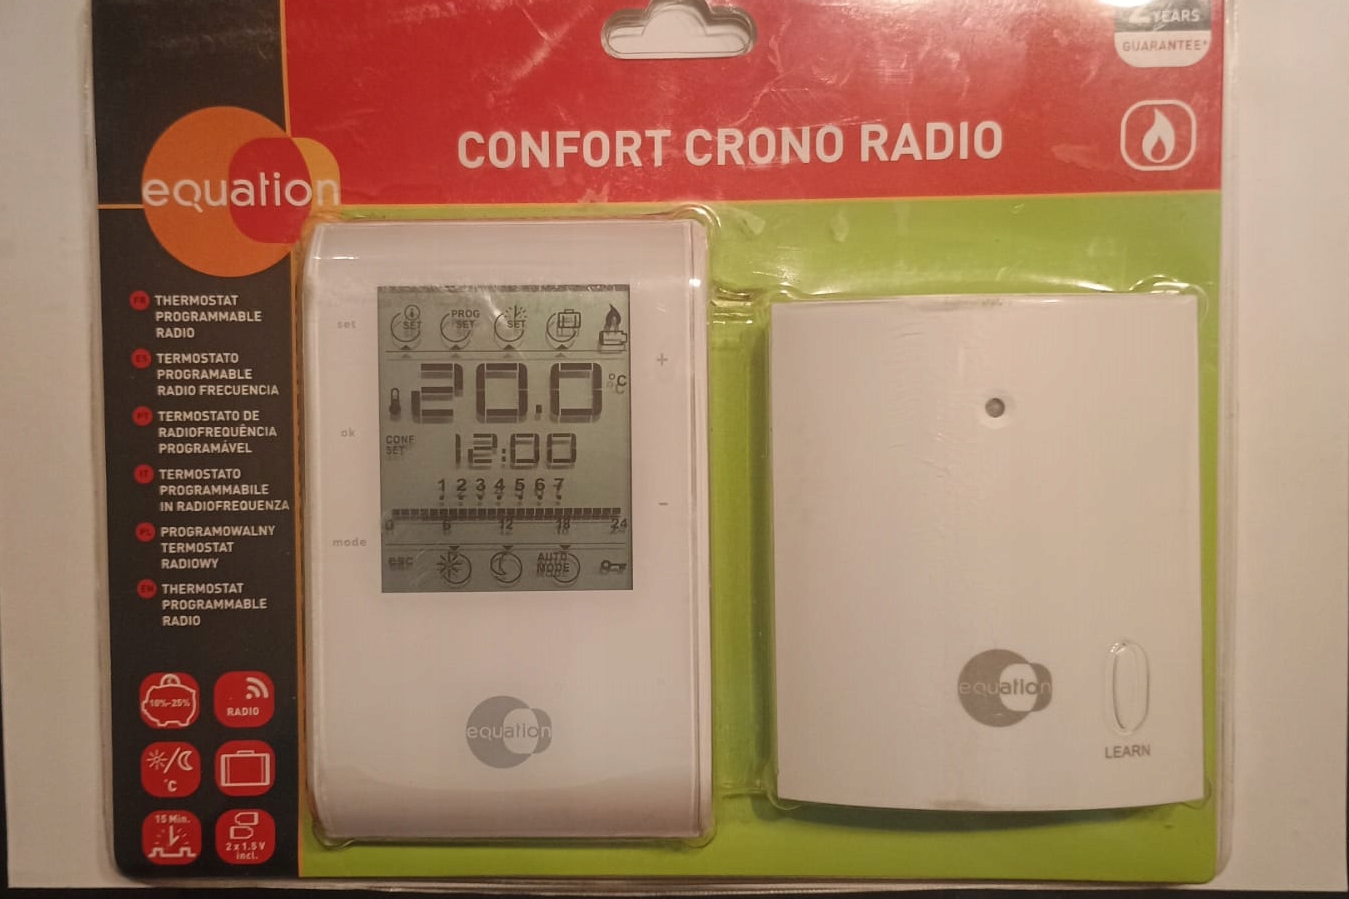 2 YEARS
GUARANTEE*
CONFORT CRONO RADIO
equation
FR THERMOSTAT
PROGRAMMABLE
RADIO
ES TERMOSTATO
PROGRAMABLE
RADIO FRECUENCIA
PT TERMOSTATO DE
RADIOFREQUÊNCIA
PROGRAMÁVEL
IT TERMOSTATO
PROGRAMMABILE
IN RADIOFREQUENZA
PL PROGRAMOWALNY
TERMOSTAT
RADIOWY
EN THERMOSTAT
PROGRAMMABLE
RADIO
10%-25%
RADIO
°C
15 Min.
2 x 1.5 V
incl.
set
ok
mode
+
-
SET
PROG
SET
SET
20.0 °C
CONF
SET
12:00
1 2 3 4 5 6 7
0 6 12 18 24
esc
AUTO
MODE
equation
equation
LEARN